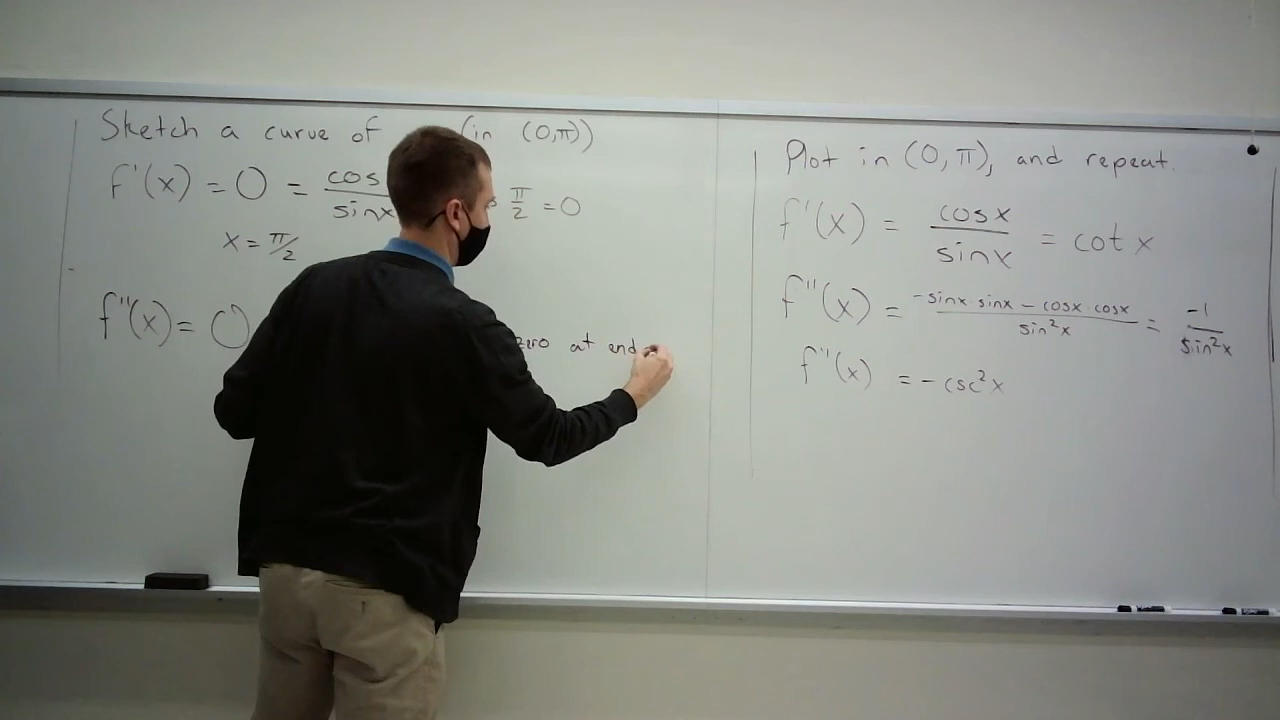 Sketch a curve of (in (0,π))
f'(x) = 0 = cos/sinx π/2 = 0
x = π/2
f''(x) = 0 zero at end
Plot in (0, π), and repeat.
f'(x) = cosx/sinx = cot x
f''(x) = -sinx·sinx - cosx·cosx/sin²x = -1/sin²x
f''(x) = -csc²x